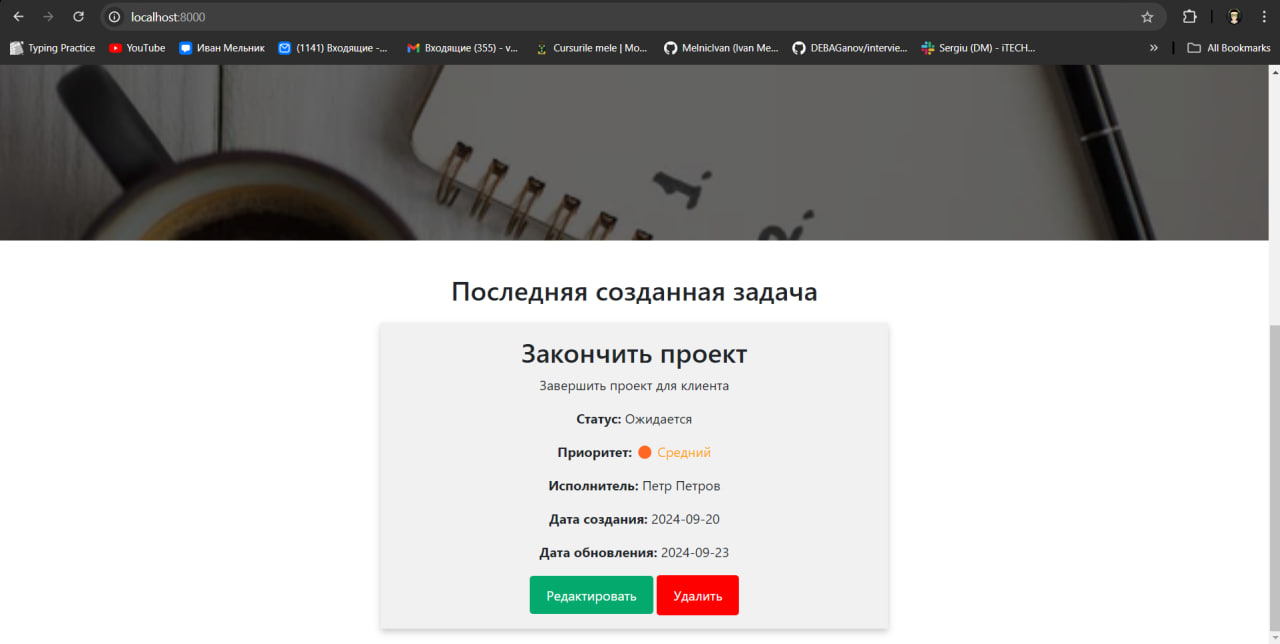 localhost:8000
Typing Practice YouTube Иван Мельник (1141) Входящие -... Входящие (355) - v... Cursurile mele | Mo... MelnicIvan (Ivan Me... DEBAGanov/intervie... Sergiu (DM) - iTECH... » All Bookmarks
Последняя созданная задача
Закончить проект
Завершить проект для клиента
Статус: Ожидается
Приоритет: Средний
Исполнитель: Петр Петров
Дата создания: 2024-09-20
Дата обновления: 2024-09-23
Редактировать Удалить